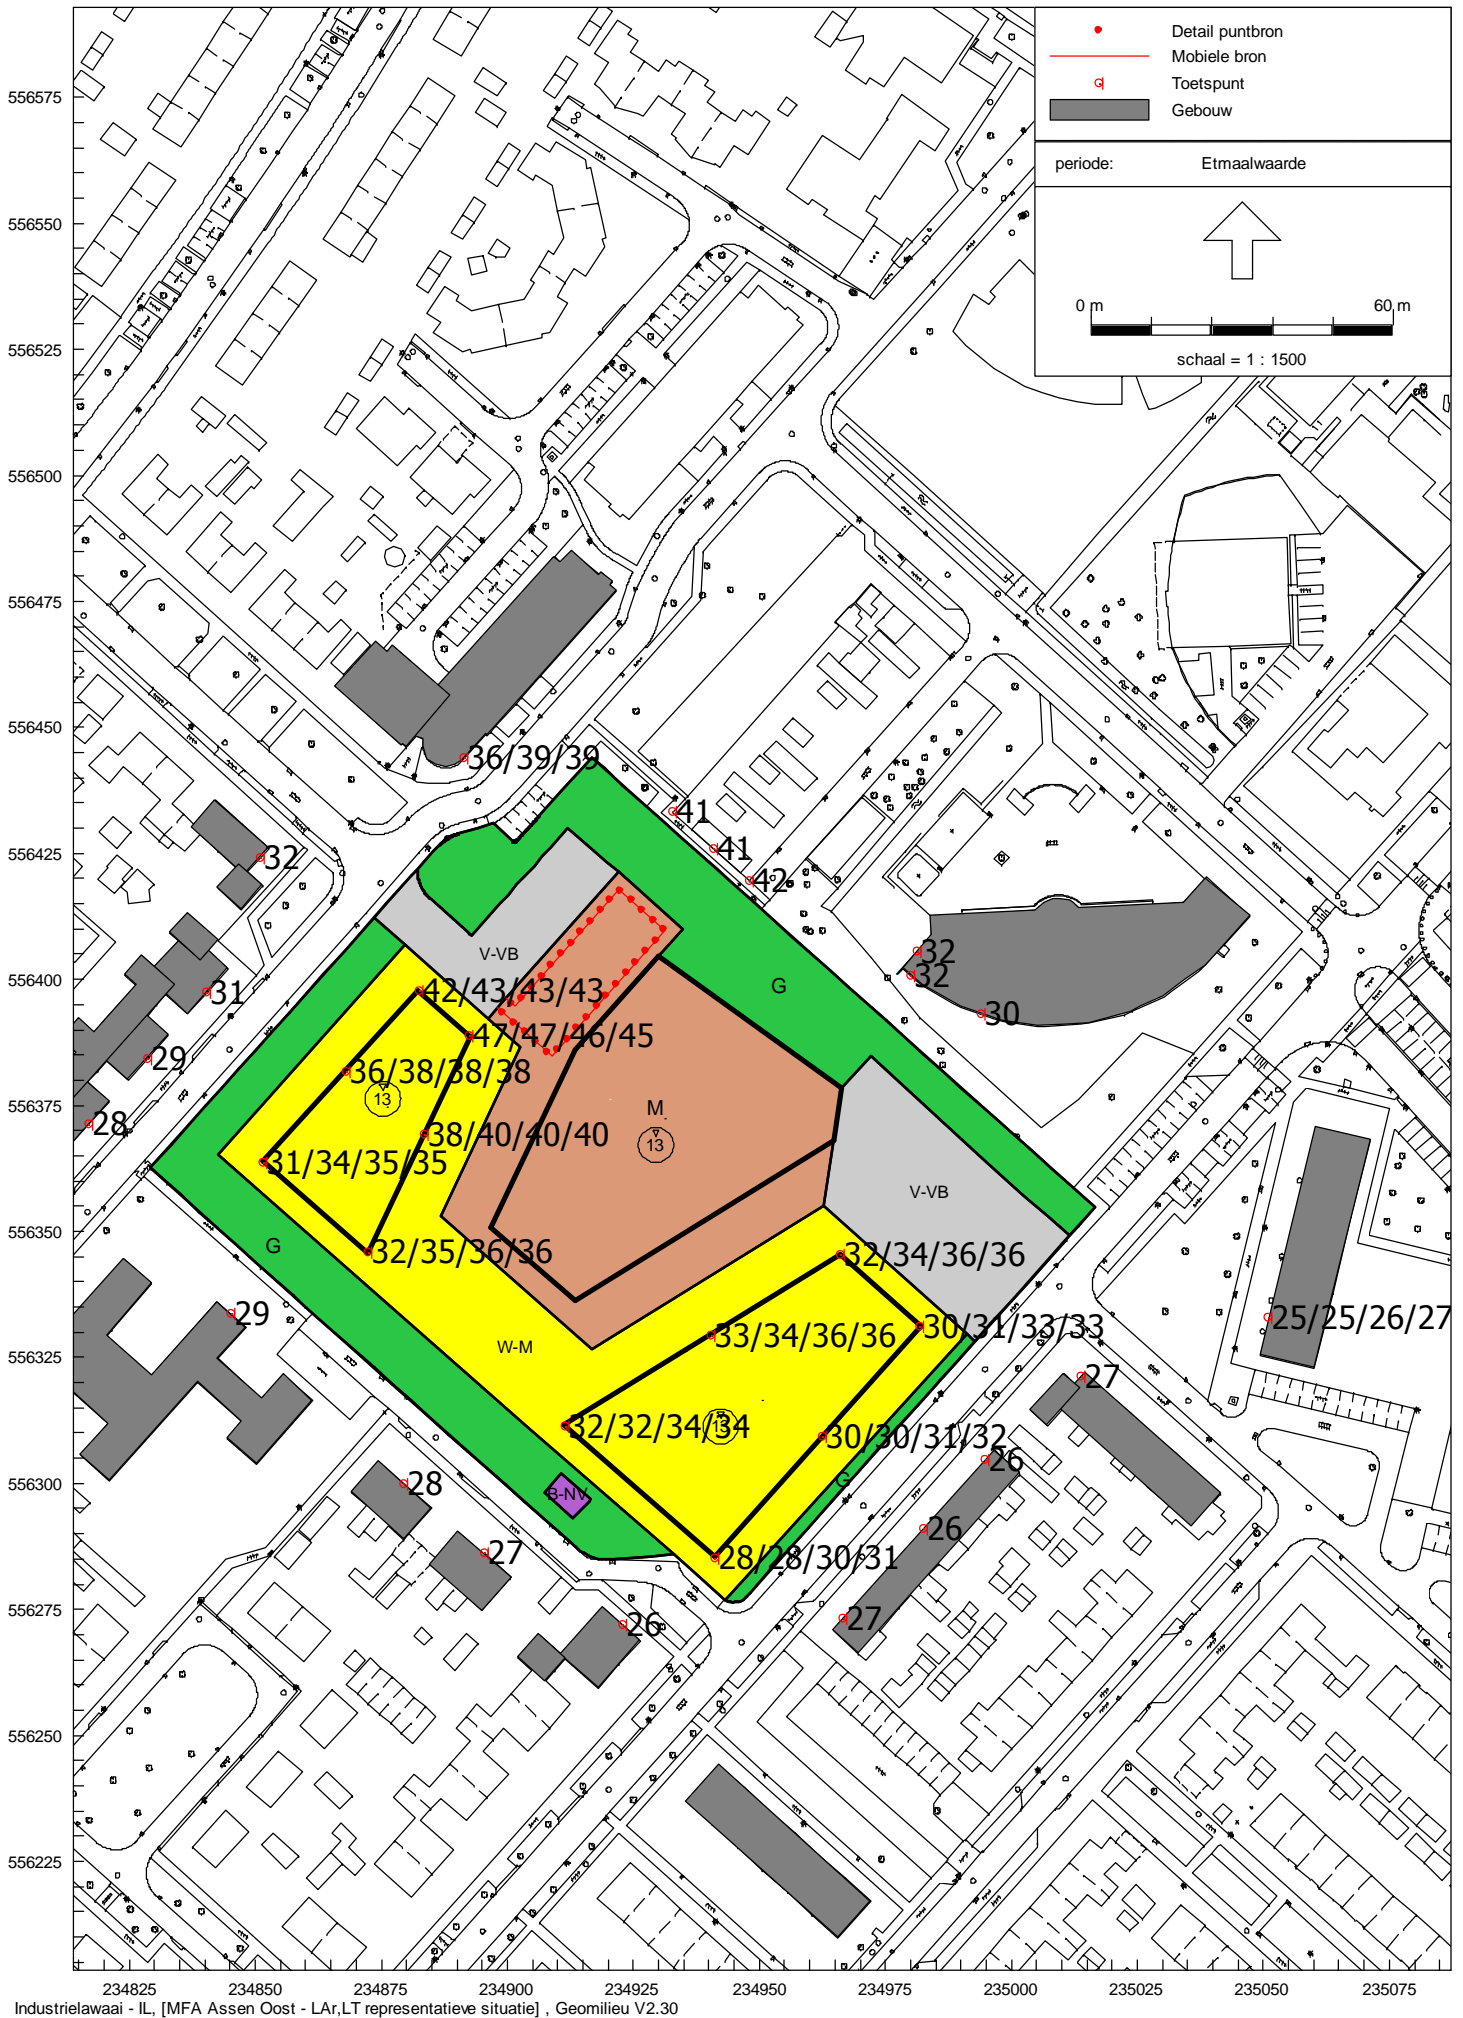 Detail puntbron
Mobiele bron
Toetspunt
Gebouw
periode: Etmaalwaarde
0 m 60 m
schaal = 1 : 1500
556575
556550
556525
556500
556475
556450
556425
556400
556375
556350
556325
556300
556275
556250
556225
36/39/39
41
41
42
32
32
32
30
31
29
28
V-VB
G
42/43/43/43
47/47/46/45
36/38/38/38
13
M
13
38/40/40/40
31/34/35/35
V-VB
G
32/35/36/36
32/34/36/36
29
30/31/33/33
25/25/26/27
33/34/36/36
W-M
27
32/32/34/34
13
30/30/31/32
26
G
28
B-NV
26
27
28/28/30/31
26
27
234825 234850 234875 234900 234925 234950 234975 235000 235025 235050 235075
Industrielawaai - IL, [MFA Assen Oost - LAr,LT representatieve situatie] , Geomilieu V2.30